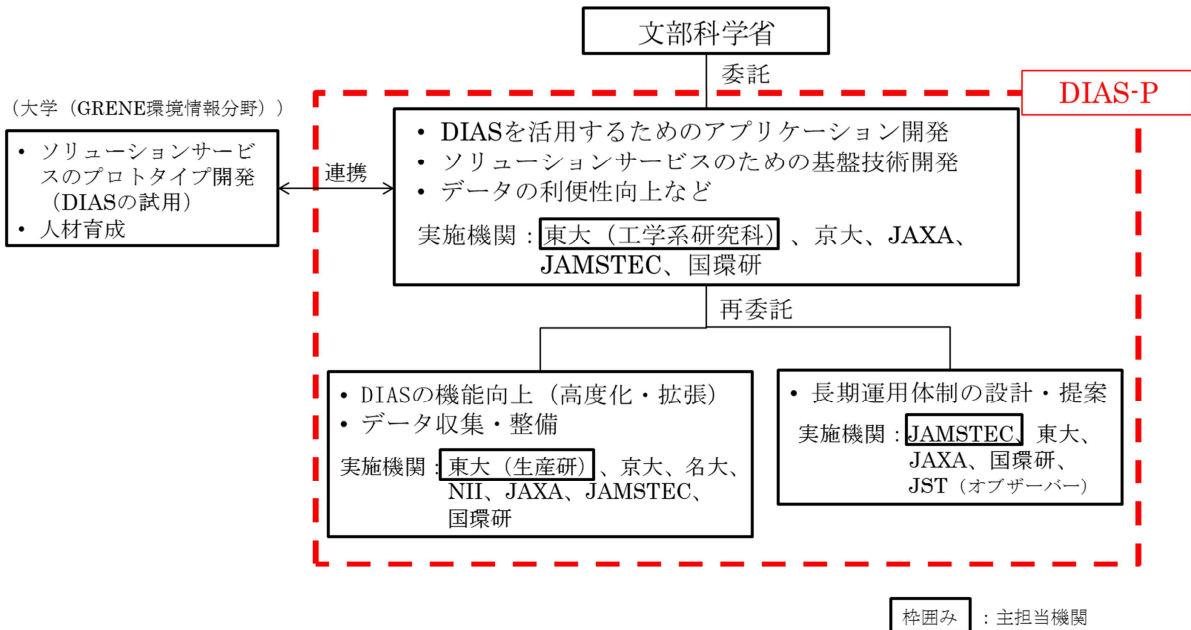 文部科学省
委託
DIAS-P
（大学（GRENE環境情報分野））
・ ソリューションサービ
スのプロトタイプ開発
（DIASの試用）
・ 人材育成
連携
・ DIASを活用するためのアプリケーション開発
・ ソリューションサービスのための基盤技術開発
・ データの利便性向上など
実施機関：東大（工学系研究科）、京大、JAXA、
JAMSTEC、国環研
再委託
・ DIASの機能向上（高度化・拡張）
・ データ収集・整備
実施機関：東大（生産研）、京大、名大、
NII、JAXA、JAMSTEC、
国環研
・ 長期運用体制の設計・提案
実施機関：JAMSTEC、東大、
JAXA、国環研、
JST（オブザーバー）
枠囲み ：主担当機関